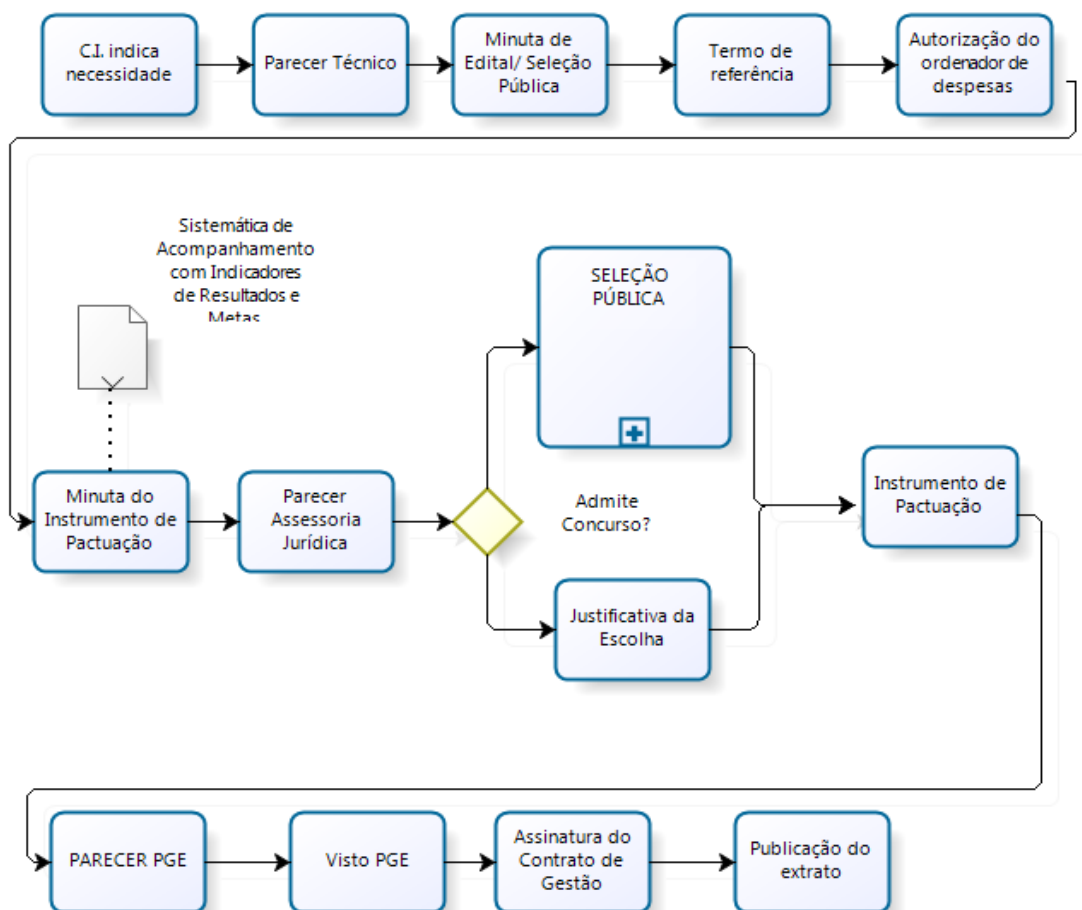 C.I. indica
necessidade
Parecer Técnico
Minuta de
Edital/ Seleção
Pública
Termo de
referência
Autorização do
ordenador de
despesas
Sistemática de
Acompanhamento
com Indicadores
de Resultados e
Metas
SELEÇÃO
PÚBLICA
Minuta do
Instrumento de
Pactuação
Parecer
Assessoria
Jurídica
Admite
Concurso?
Instrumento de
Pactuação
Justificativa da
Escolha
PARECER PGE
Visto PGE
Assinatura do
Contrato de
Gestão
Publicação do
extrato